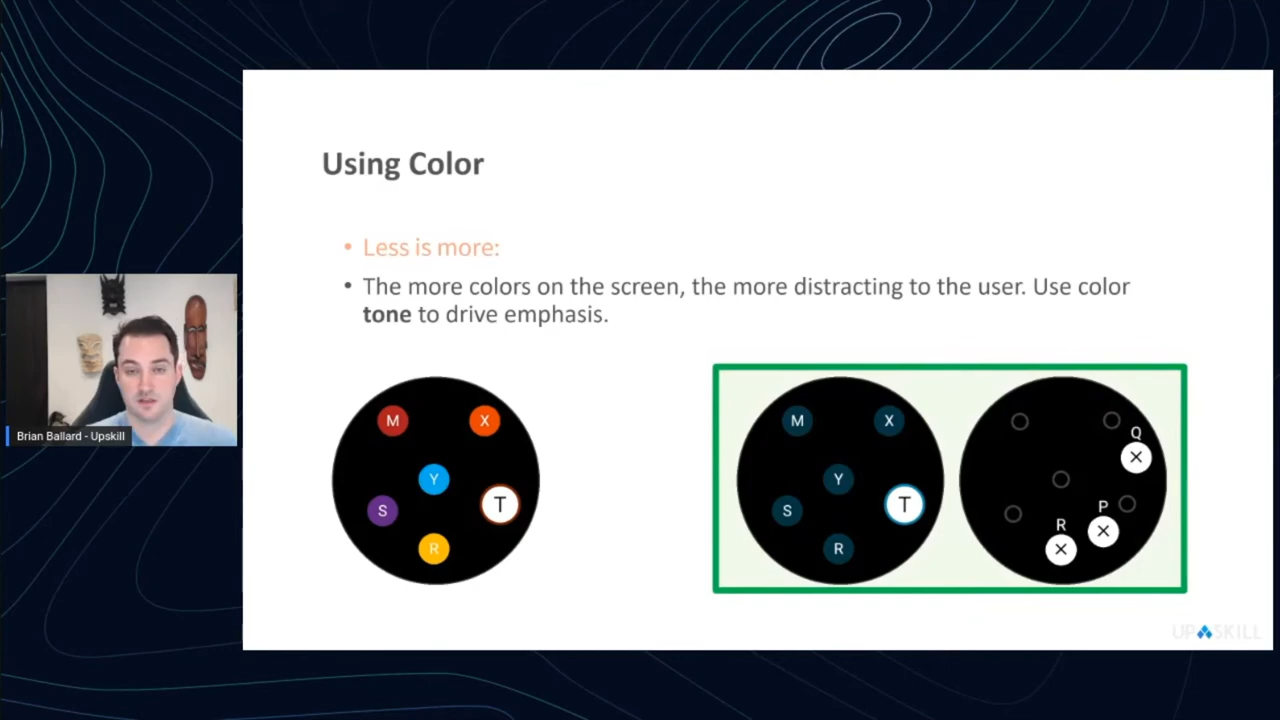 Using Color
• Less is more:
• The more colors on the screen, the more distracting to the user. Use color
tone to drive emphasis.
M X
Y
S T
R
M X
Y
S T
R
Q
×
P
×
R
×
Brian Ballard - Upskill
UPSKILL